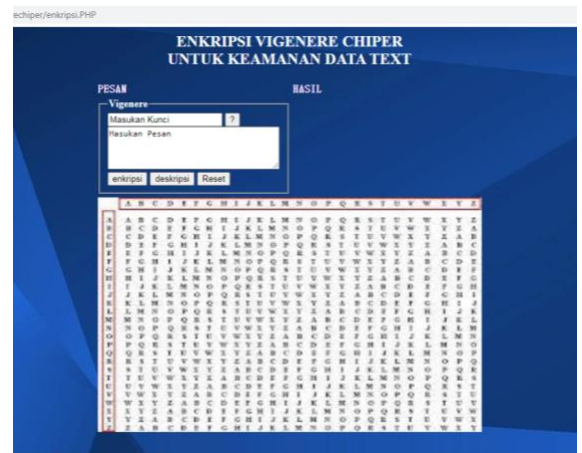 echiper/enkripsi.PHP
ENKRIPSI VIGENERE CHIPER
UNTUK KEAMANAN DATA TEXT
PESAN HASIL
Vigenere
Masukan Kunci ?
Masukan Pesan
enkripsi deskripsi Reset
A B C D E F G H I J K L M N O P Q R S T U V W X Y Z
A A B C D E F G H I J K L M N O P Q R S T U V W X Y Z
B B C D E F G H I J K L M N O P Q R S T U V W X Y Z A
C C D E F G H I J K L M N O P Q R S T U V W X Y Z A B
D D E F G H I J K L M N O P Q R S T U V W X Y Z A B C
E E F G H I J K L M N O P Q R S T U V W X Y Z A B C D
F F G H I J K L M N O P Q R S T U V W X Y Z A B C D E
G G H I J K L M N O P Q R S T U V W X Y Z A B C D E F
H H I J K L M N O P Q R S T U V W X Y Z A B C D E F G
I I J K L M N O P Q R S T U V W X Y Z A B C D E F G H
J J K L M N O P Q R S T U V W X Y Z A B C D E F G H I
K K L M N O P Q R S T U V W X Y Z A B C D E F G H I J
L L M N O P Q R S T U V W X Y Z A B C D E F G H I J K
M M N O P Q R S T U V W X Y Z A B C D E F G H I J K L
N N O P Q R S T U V W X Y Z A B C D E F G H I J K L M
O O P Q R S T U V W X Y Z A B C D E F G H I J K L M N
P P Q R S T U V W X Y Z A B C D E F G H I J K L M N O
Q Q R S T U V W X Y Z A B C D E F G H I J K L M N O P
R R S T U V W X Y Z A B C D E F G H I J K L M N O P Q
S S T U V W X Y Z A B C D E F G H I J K L M N O P Q R
T T U V W X Y Z A B C D E F G H I J K L M N O P Q R S
U U V W X Y Z A B C D E F G H I J K L M N O P Q R S T
V V W X Y Z A B C D E F G H I J K L M N O P Q R S T U
W W X Y Z A B C D E F G H I J K L M N O P Q R S T U V
X X Y Z A B C D E F G H I J K L M N O P Q R S T U V W
Y Y Z A B C D E F G H I J K L M N O P Q R S T U V W X
Z Z A B C D E F G H I J K L M N O P Q R S T U V W X Y